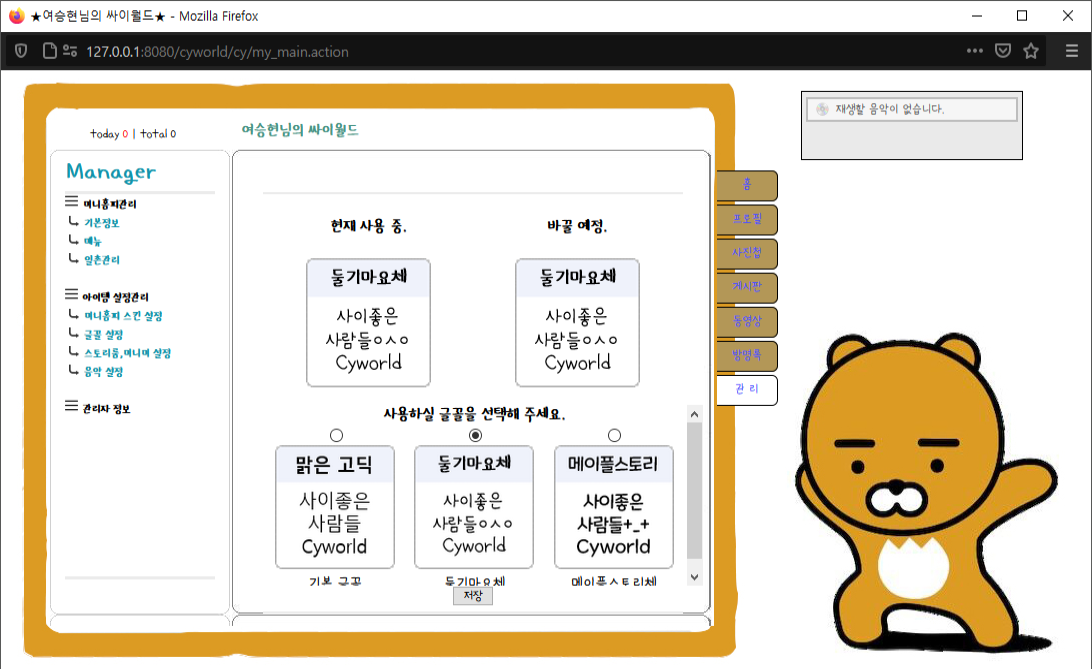 ★여승현님의 싸이월드★ - Mozilla Firefox
127.0.0.1:8080/cyworld/cy/my_main.action
today 0 | total 0
여승현님의 싸이월드
재생할 음악이 없습니다.
Manager
미니홈피관리
기본정보
메뉴
일촌관리
아이템 설정관리
미니홈피 스킨 설정
글꼴 설정
스토리룸,미니미 설정
음악 설정
관리자 정보
현재 사용 중.
바꿀 예정.
둘기마요체
사이좋은
사람들ㅇㅅㅇ
Cyworld
둘기마요체
사이좋은
사람들ㅇㅅㅇ
Cyworld
사용하실 글꼴을 선택해 주세요.
맑은 고딕
사이좋은
사람들
Cyworld
기본 글꼴
둘기마요체
사이좋은
사람들ㅇㅅㅇ
Cyworld
둘기마요체
메이플스토리
사이좋은
사람들+_+
Cyworld
메이플스토리체
저장
홈
프로필
사진첩
게시판
동영상
방명록
관 리